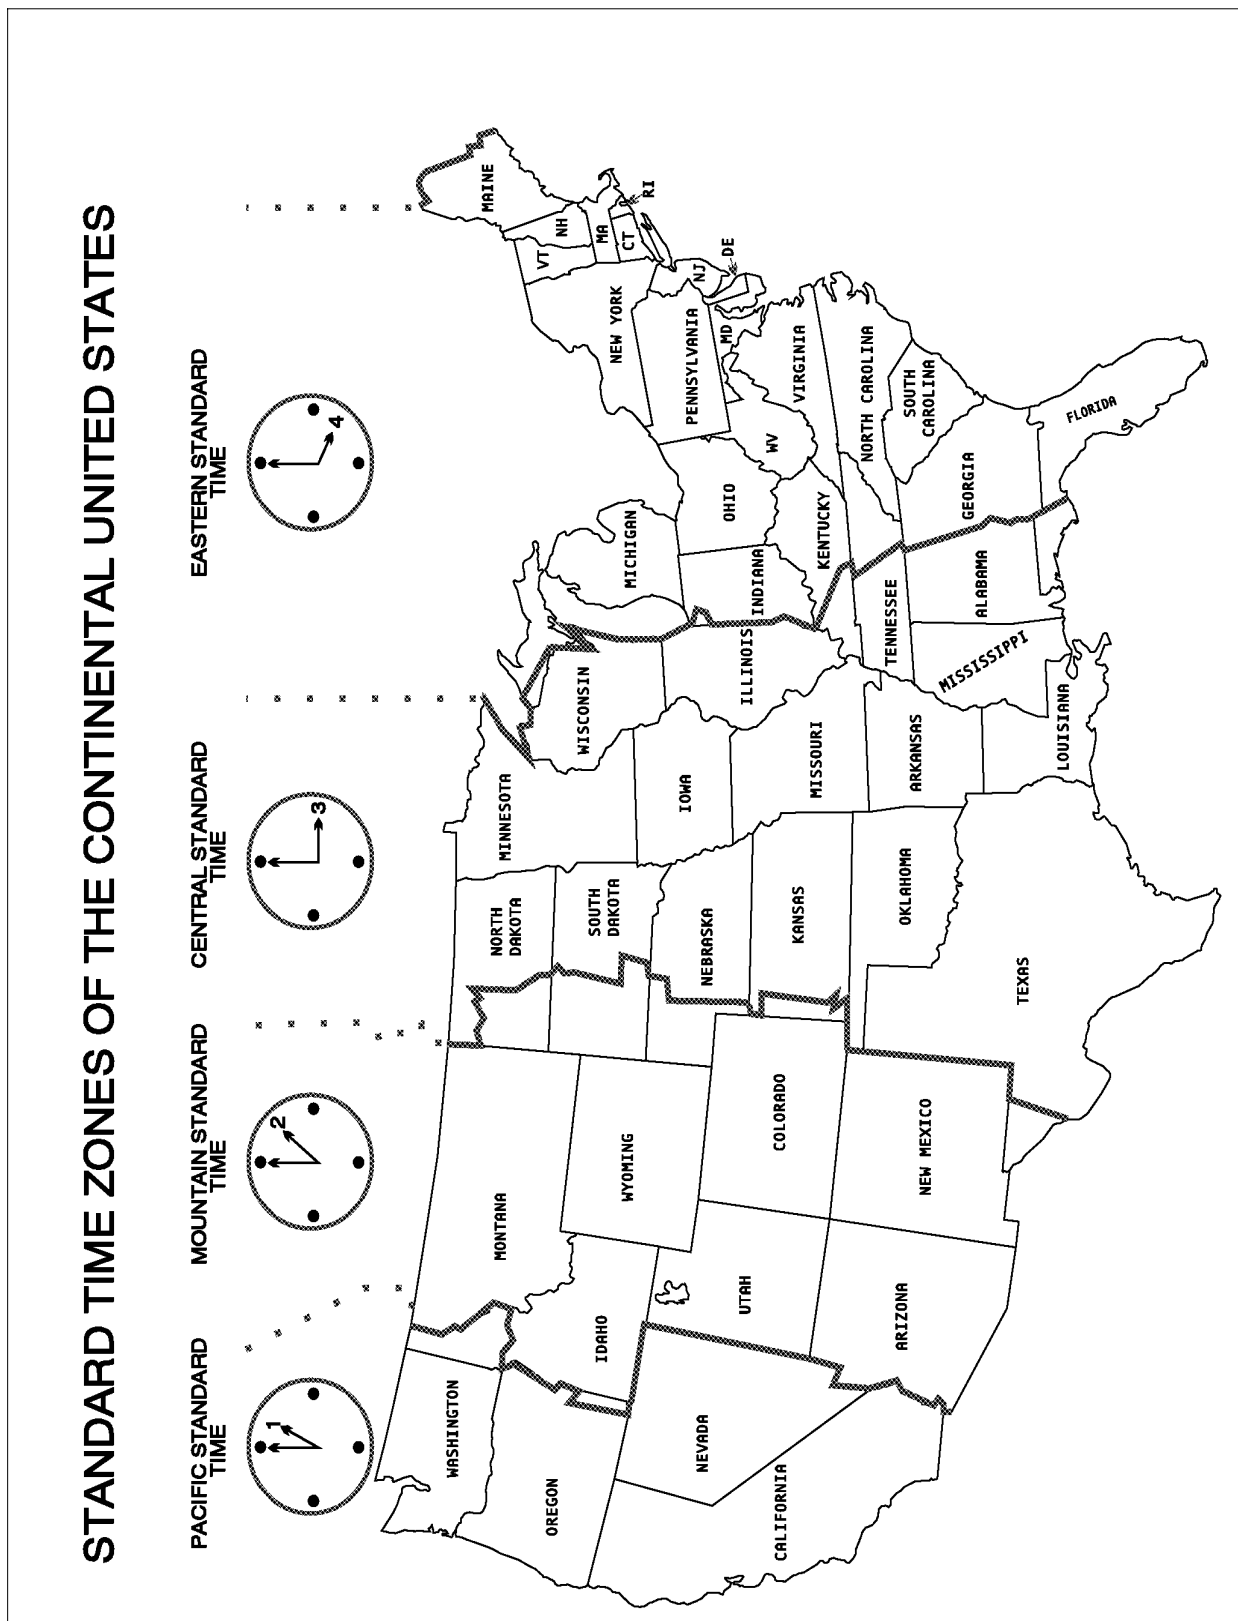 STANDARD TIME ZONES OF THE CONTINENTAL UNITED STATES
PACIFIC STANDARD
TIME
MOUNTAIN STANDARD
TIME
CENTRAL STANDARD
TIME
EASTERN STANDARD
TIME
1
2
3
4
WASHINGTON
OREGON
CALIFORNIA
NEVADA
IDAHO
MONTANA
WYOMING
UTAH
COLORADO
ARIZONA
NEW MEXICO
NORTH
DAKOTA
SOUTH
DAKOTA
NEBRASKA
KANSAS
OKLAHOMA
TEXAS
MINNESOTA
IOWA
MISSOURI
ARKANSAS
LOUISIANA
WISCONSIN
ILLINOIS
MICHIGAN
INDIANA
OHIO
KENTUCKY
TENNESSEE
MISSISSIPPI
ALABAMA
GEORGIA
FLORIDA
SOUTH
CAROLINA
NORTH CAROLINA
VIRGINIA
WV
MD
DE
PENNSYLVANIA
NJ
NEW YORK
CT
RI
MA
VT
NH
MAINE